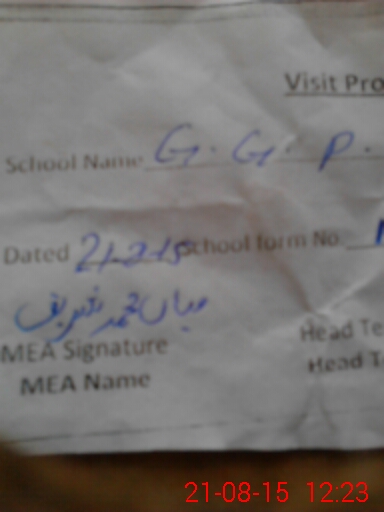 Visit Pro
School Name G. G. P.
Dated 21-2-15 School form No.
میاں محمد شریف
MEA Signature
Head Te
MEA Name
Head T
21-08-15 12:23